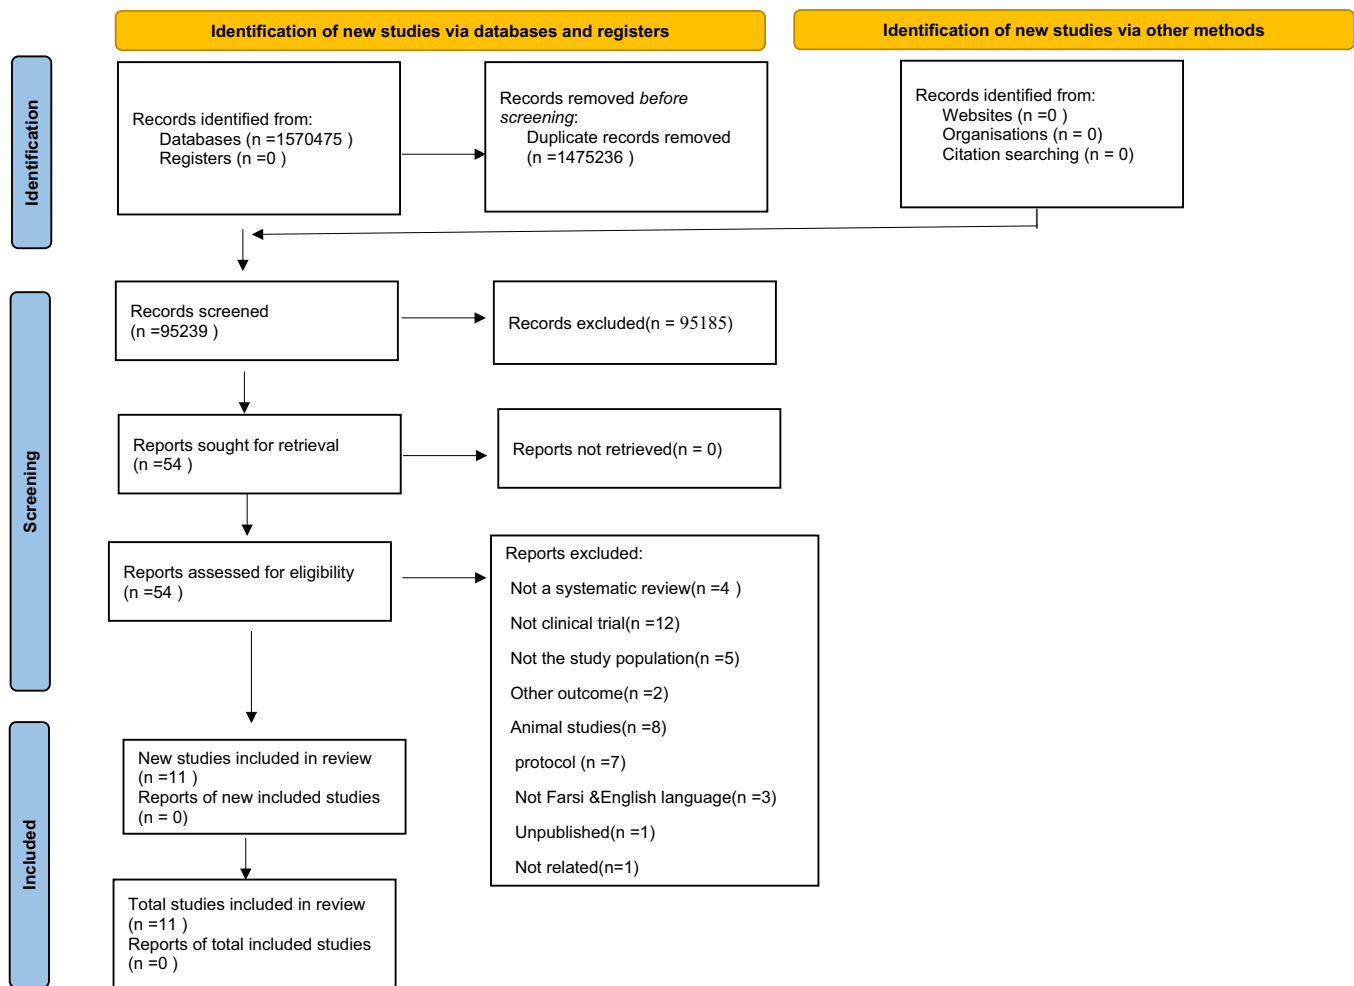 Identification of new studies via databases and registers
Identification of new studies via other methods
Identification
Records identified from:
Databases (n =1570475 )
Registers (n =0 )
Records removed before
screening:
Duplicate records removed
(n =1475236 )
Records identified from:
Websites (n =0 )
Organisations (n = 0)
Citation searching (n = 0)
Screening
Records screened
(n =95239 )
Records excluded(n = 95185)
Reports sought for retrieval
(n =54 )
Reports not retrieved(n = 0)
Reports assessed for eligibility
(n =54 )
Reports excluded:
Not a systematic review(n =4 )
Not clinical trial(n =12)
Not the study population(n =5)
Other outcome(n =2)
Animal studies(n =8)
protocol (n =7)
Not Farsi &English language(n =3)
Unpublished(n =1)
Not related(n=1)
Included
New studies included in review
(n =11 )
Reports of new included studies
(n = 0)
Total studies included in review
(n =11 )
Reports of total included studies
(n =0 )